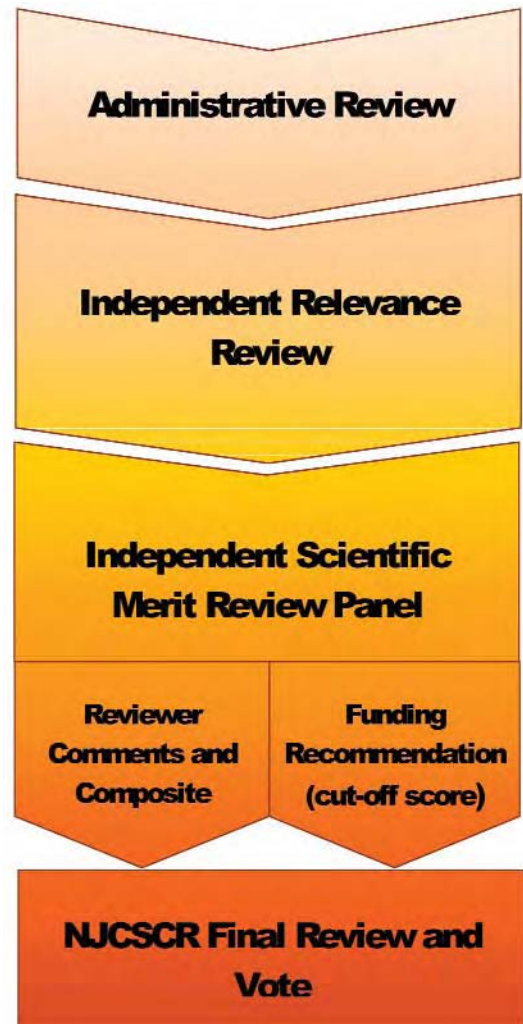 Administrative Review
Independent Relevance
Review
Independent Scientific
Merit Review Panel
Reviewer
Comments and
Composite
Funding
Recommendation
(cut-off score)
NJCSCR Final Review and
Vote